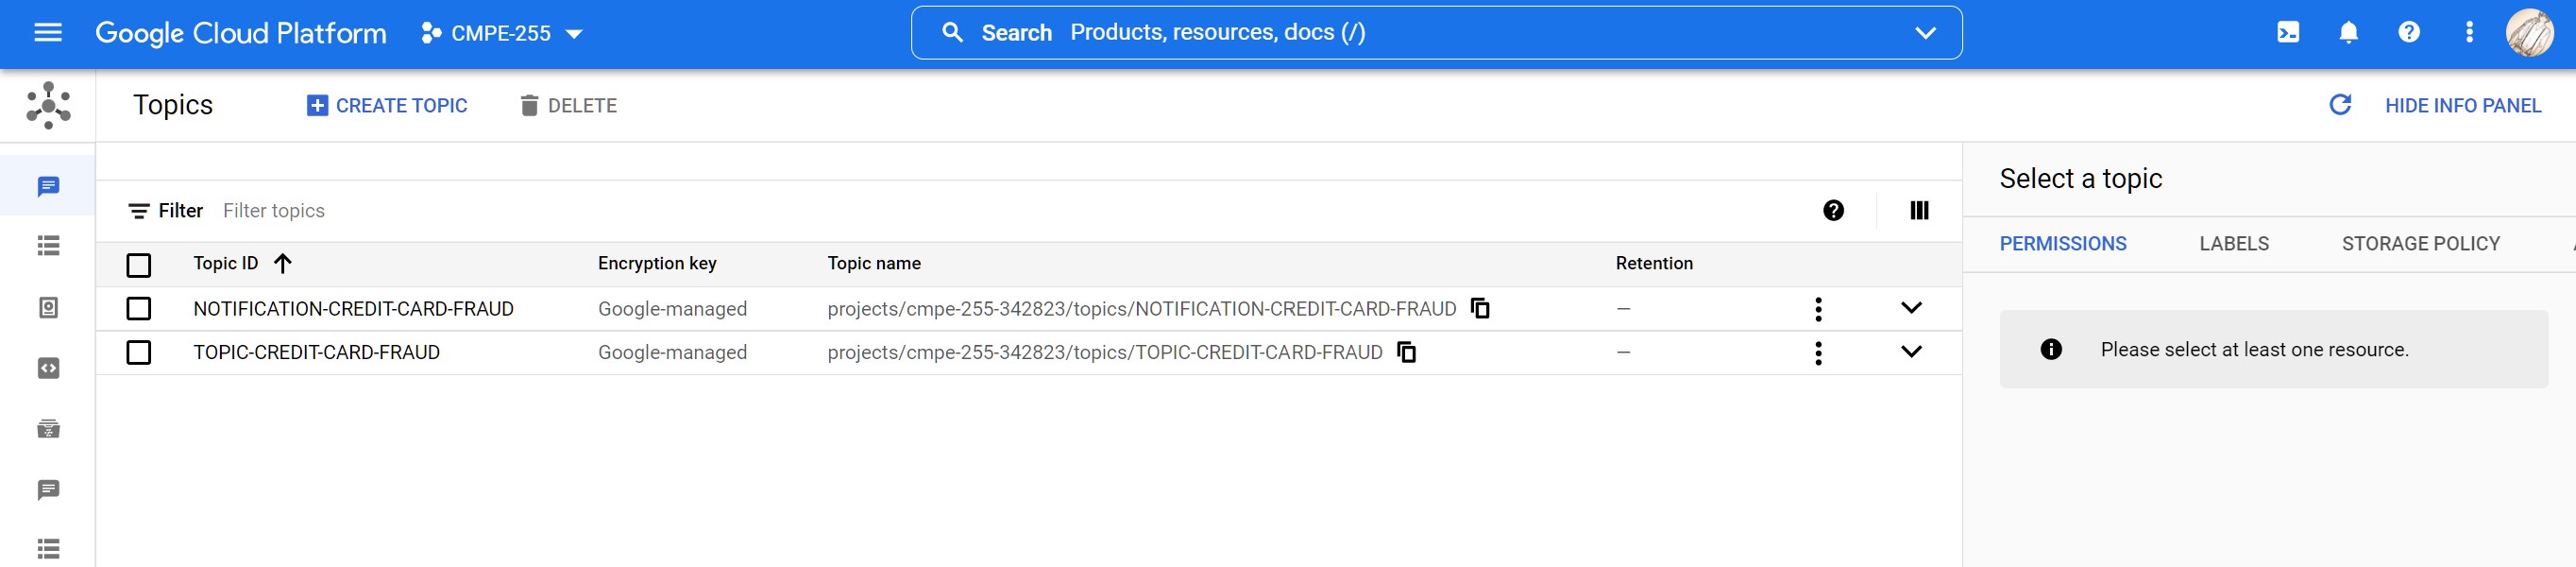 Google Cloud Platform CMPE-255 Search Products, resources, docs (/)
Topics CREATE TOPIC DELETE HIDE INFO PANEL
Select a topic
Filter Filter topics
PERMISSIONS LABELS STORAGE POLICY
Topic ID Encryption key Topic name Retention
NOTIFICATION-CREDIT-CARD-FRAUD Google-managed projects/cmpe-255-342823/topics/NOTIFICATION-CREDIT-CARD-FRAUD —
TOPIC-CREDIT-CARD-FRAUD Google-managed projects/cmpe-255-342823/topics/TOPIC-CREDIT-CARD-FRAUD —
Please select at least one resource.